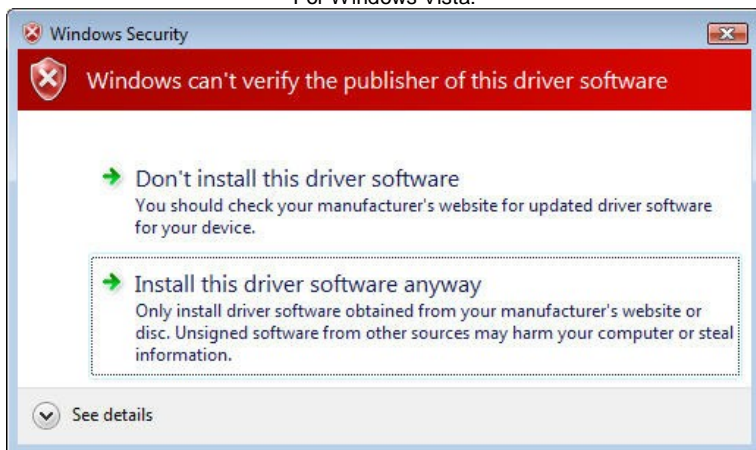 For Windows Vista:
Windows Security
Windows can't verify the publisher of this driver software
Don't install this driver software
You should check your manufacturer's website for updated driver software
for your device.
Install this driver software anyway
Only install driver software obtained from your manufacturer's website or
disc. Unsigned software from other sources may harm your computer or steal
information.
See details